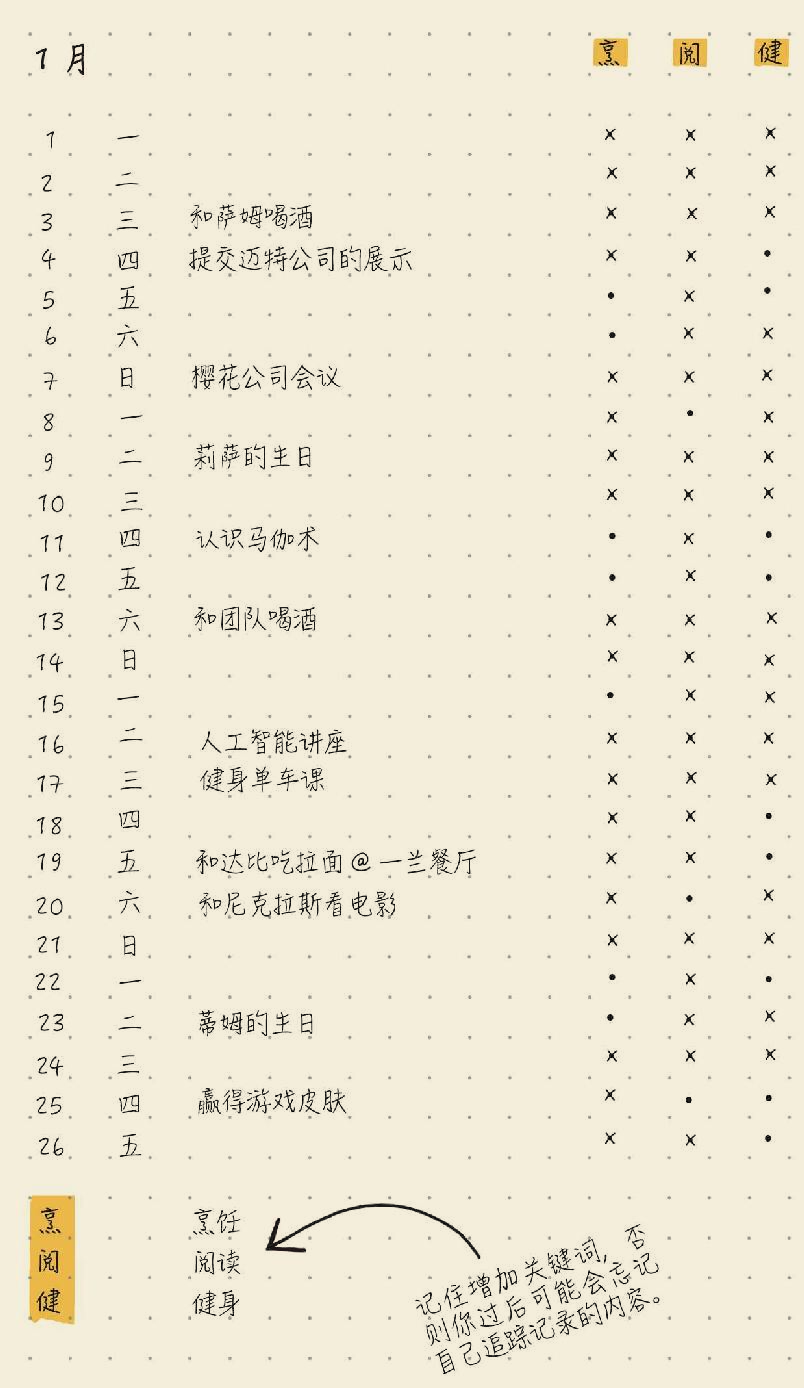 1月 烹 阅 健
1 一 × × ×
2 二 × × ×
3 三 和萨姆喝酒 × × ×
4 四 提交迈特公司的展示 × × •
5 五 • × •
6 六 • × ×
7 日 樱花公司会议 × × ×
8 一 × • ×
9 二 莉萨的生日 × × ×
10 三 × × ×
11 四 认识马伽术 • × •
12 五 • × •
13 六 和团队喝酒 × × ×
14 日 × × ×
15 一 • × ×
16 二 人工智能讲座 × × ×
17 三 健身单车课 × × ×
18 四 × × •
19 五 和达比吃拉面@一兰餐厅 × × •
20 六 和尼克拉斯看电影 × • ×
21 日 × × ×
22 一 • × •
23 二 蒂姆的生日 • × ×
24 三 × × ×
25 四 赢得游戏皮肤 × • •
26 五 × × •
烹 烹饪
阅 阅读
健 健身
记住增加关键词，否
则你过后可能会忘记
自己追踪记录的内容。